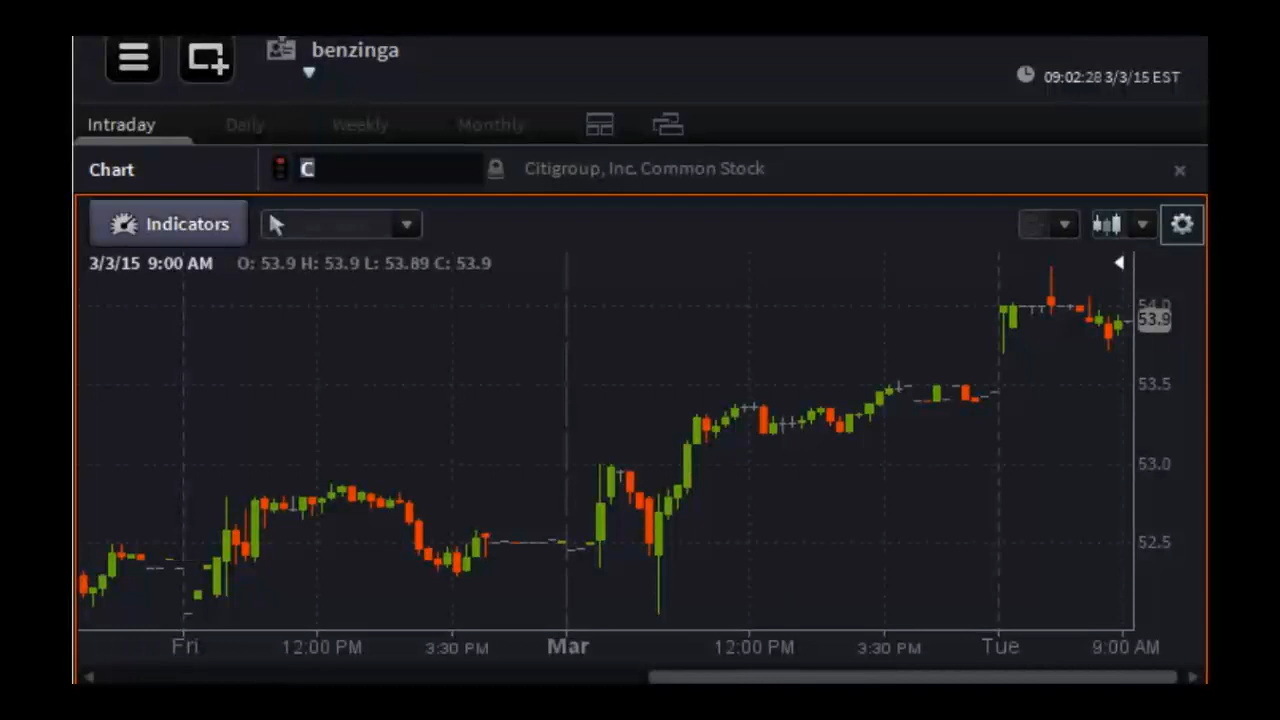 benzinga
09:02:28 3/3/15 EST
Intraday Daily Weekly Monthly
Chart C Citigroup, Inc. Common Stock
Indicators
3/3/15 9:00 AM O: 53.9 H: 53.9 L: 53.89 C: 53.9
54.0
53.9
53.5
53.0
52.5
Fri 12:00 PM 3:30 PM Mar 12:00 PM 3:30 PM Tue 9:00 AM